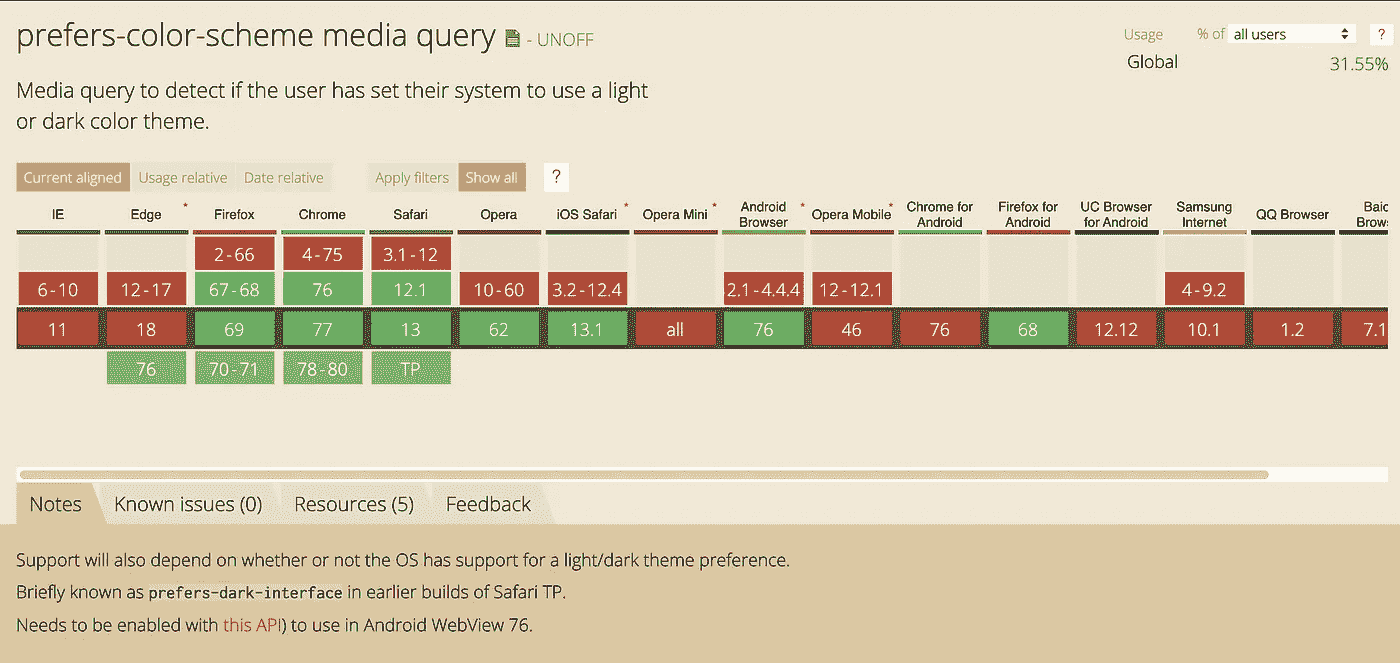 prefers-color-scheme media query - UNOFF
Usage % of all users ?
Global 31.55%
Media query to detect if the user has set their system to use a light
or dark color theme.
Current aligned Usage relative Date relative Apply filters Show all ?
IE Edge * Firefox Chrome Safari Opera iOS Safari * Opera Mini * Android Browser * Opera Mobile * Chrome for Android Firefox for Android UC Browser for Android Samsung Internet QQ Browser
2-66 4-75 3.1-12
6-10 12-17 67-68 76 12.1 10-60 3.2-12.4 2.1-4.4.4 12-12.1 4-9.2
11 18 69 77 13 62 13.1 all 76 46 76 68 12.12 10.1 1.2 7.1
76 70-71 78-80 TP
Notes Known issues (0) Resources (5) Feedback
Support will also depend on whether or not the OS has support for a light/dark theme preference.
Briefly known as prefers-dark-interface in earlier builds of Safari TP.
Needs to be enabled with this API) to use in Android WebView 76.